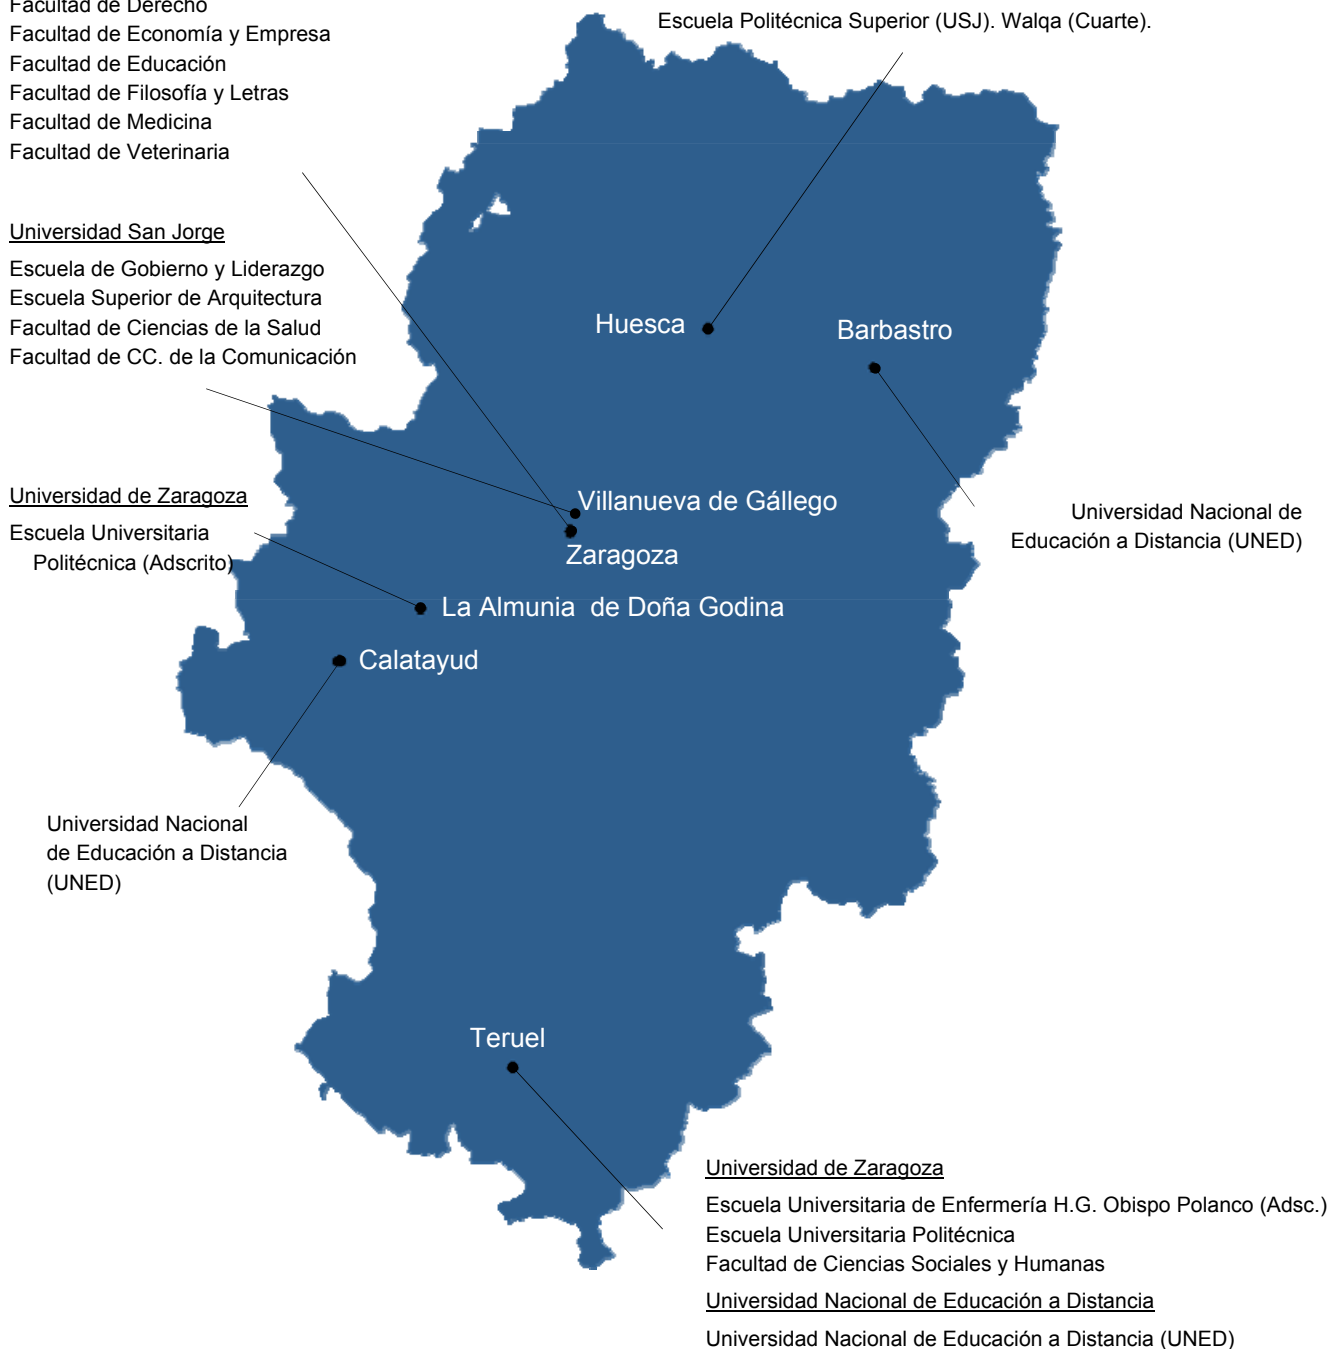 Facultad de Derecho
Facultad de Economía y Empresa
Facultad de Educación
Facultad de Filosofía y Letras
Facultad de Medicina
Facultad de Veterinaria
Escuela Politécnica Superior (USJ). Walqa (Cuarte).
Universidad San Jorge
Escuela de Gobierno y Liderazgo
Escuela Superior de Arquitectura
Facultad de Ciencias de la Salud
Facultad de CC. de la Comunicación
Huesca
Barbastro
Universidad de Zaragoza
Escuela Universitaria
Politécnica (Adscrito)
Villanueva de Gállego
Zaragoza
Universidad Nacional de
Educación a Distancia (UNED)
La Almunia de Doña Godina
Calatayud
Universidad Nacional
de Educación a Distancia
(UNED)
Teruel
Universidad de Zaragoza
Escuela Universitaria de Enfermería H.G. Obispo Polanco (Adsc.)
Escuela Universitaria Politécnica
Facultad de Ciencias Sociales y Humanas
Universidad Nacional de Educación a Distancia
Universidad Nacional de Educación a Distancia (UNED)